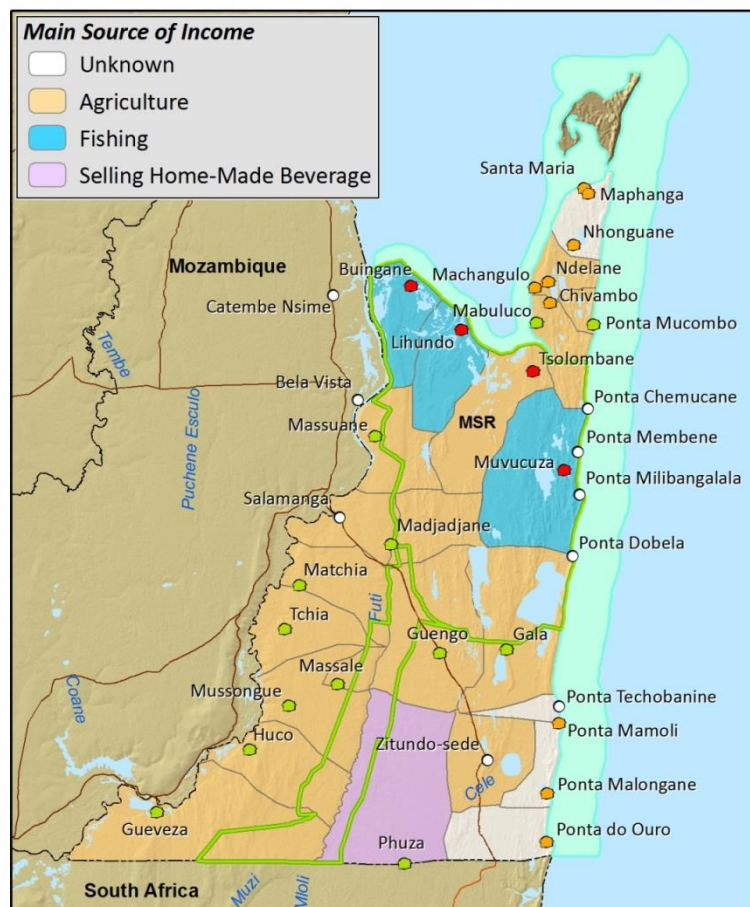 Main Source of Income
Unknown
Agriculture
Fishing
Selling Home-Made Beverage
Santa Maria
Maphanga
Nhonguane
Mozambique
Buingane
Machangulo
Ndelane
Chivambo
Catembe Nsime
Mabuluco
Ponta Mucombo
Lihundo
Tembe
Tsolombane
Bela Vista
Ponta Chemucane
Massuane
MSR
Puchene Esculo
Ponta Membene
Muvucuza
Ponta Milibangalala
Salamanga
Madjadjane
Ponta Dobela
Matchia
Futi
Tchia
Guengo
Gala
Massale
Mussongue
Coane
Ponta Techobanine
Ponta Mamoli
Huco
Zitundo-sede
Cele
Ponta Malongane
Gueveza
Ponta do Ouro
Phuza
South Africa
Muzi
Mloli